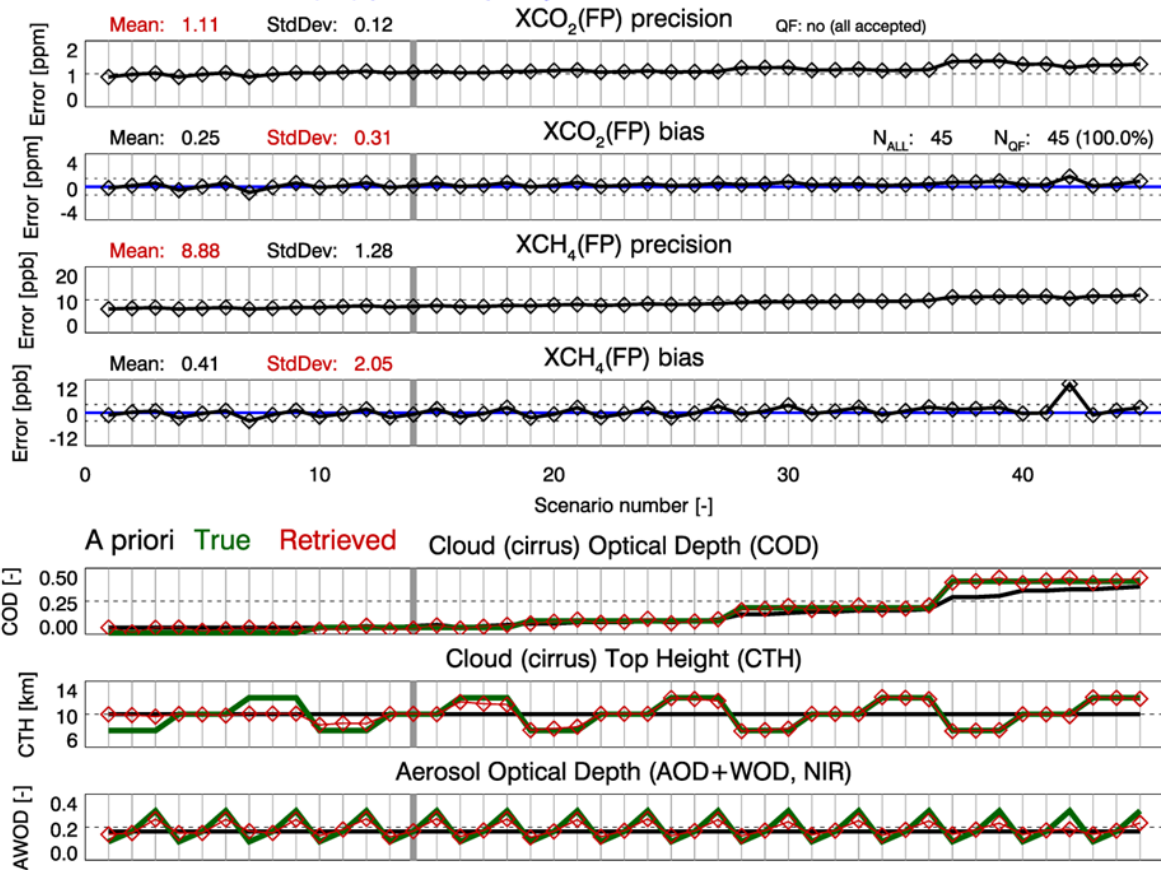 Mean: 1.11 StdDev: 0.12 XCO₂(FP) precision QF: no (all accepted)
Error [ppm]
2
1
0
Mean: 0.25 StdDev: 0.31 XCO₂(FP) bias N_ALL: 45 N_QF: 45 (100.0%)
Error [ppm]
4
0
-4
Mean: 8.88 StdDev: 1.28 XCH₄(FP) precision
Error [ppb]
20
10
0
Mean: 0.41 StdDev: 2.05 XCH₄(FP) bias
Error [ppb]
12
0
-12
0 10 20 30 40
Scenario number [-]
A priori True Retrieved Cloud (cirrus) Optical Depth (COD)
COD [-]
0.50
0.25
0.00
Cloud (cirrus) Top Height (CTH)
CTH [km]
14
10
6
Aerosol Optical Depth (AOD+WOD, NIR)
AWOD [-]
0.4
0.2
0.0